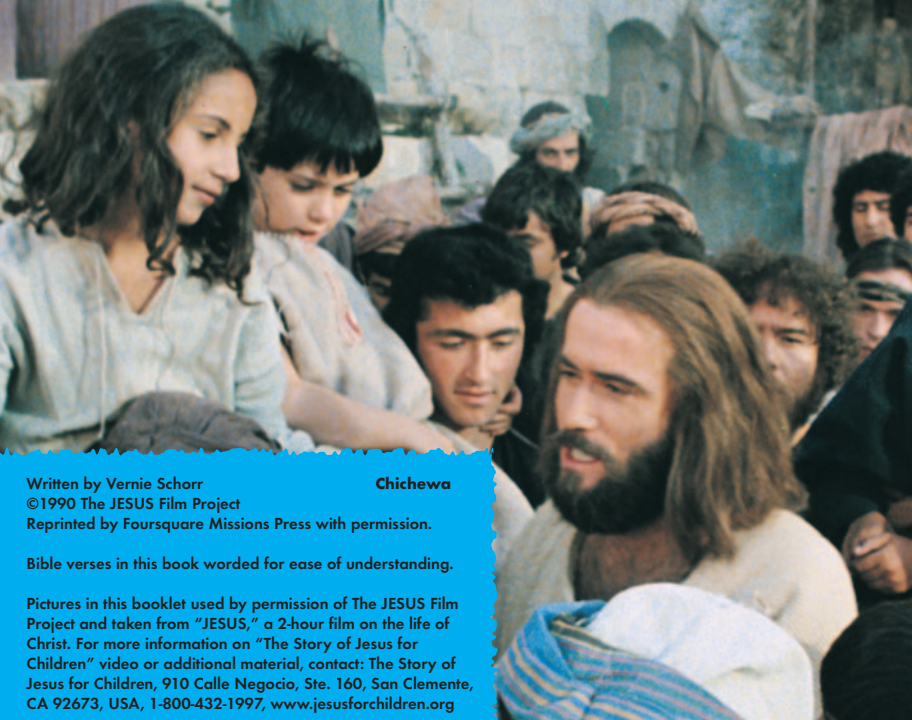 Written by Vernie Schorr Chichewa
©1990 The JESUS Film Project
Reprinted by Foursquare Missions Press with permission.
Bible verses in this book worded for ease of understanding.
Pictures in this booklet used by permission of The JESUS Film
Project and taken from “JESUS,” a 2-hour film on the life of
Christ. For more information on “The Story of Jesus for
Children” video or additional material, contact: The Story of
Jesus for Children, 910 Calle Negocio, Ste. 160, San Clemente,
CA 92673, USA, 1-800-432-1997, www.jesusforchildren.org